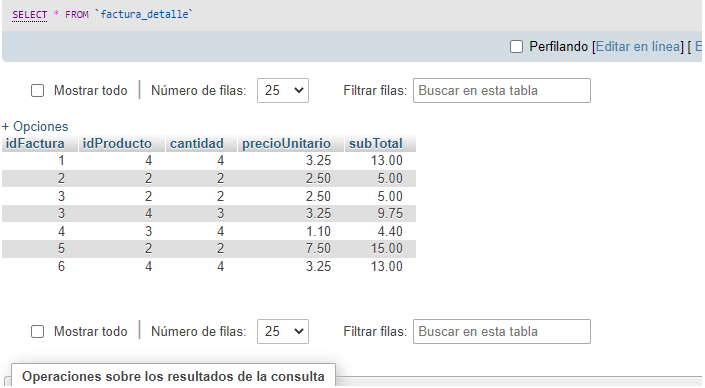 SELECT * FROM `factura_detalle`
Perfilando [Editar en línea] [ E
Mostrar todo | Número de filas: 25 Filtrar filas: Buscar en esta tabla
+ Opciones
idFactura idProducto cantidad precioUnitario subTotal
1 4 4 3.25 13.00
2 2 2 2.50 5.00
3 2 2 2.50 5.00
3 4 3 3.25 9.75
4 3 4 1.10 4.40
5 2 2 7.50 15.00
6 4 4 3.25 13.00
Mostrar todo | Número de filas: 25 Filtrar filas: Buscar en esta tabla
Operaciones sobre los resultados de la consulta